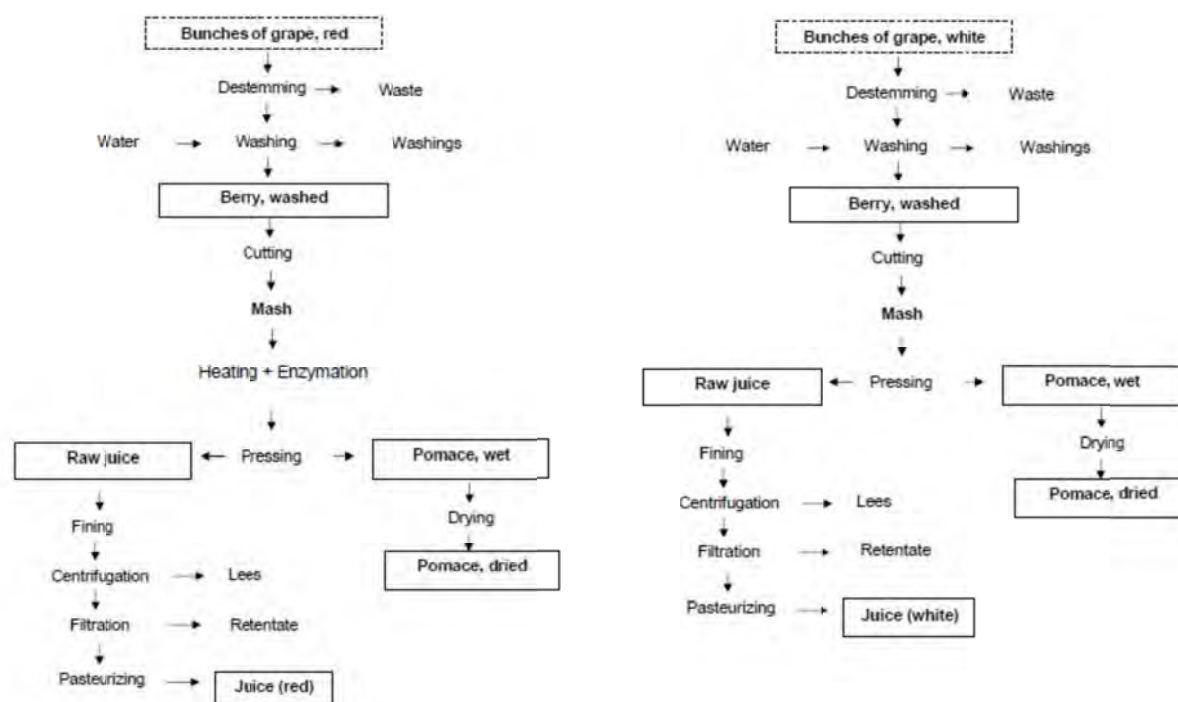 Bunches of grape, red
Destemming
Waste
Water
Washing
Washings
Berry, washed
Cutting
Mash
Heating + Enzymation
Raw juice
Pressing
Pomace, wet
Fining
Drying
Centrifugation
Lees
Pomace, dried
Filtration
Retentate
Pasteurizing
Juice (red)
Bunches of grape, white
Destemming
Waste
Water
Washing
Washings
Berry, washed
Cutting
Mash
Raw juice
Pressing
Pomace, wet
Fining
Drying
Centrifugation
Lees
Pomace, dried
Filtration
Retentate
Pasteurizing
Juice (white)